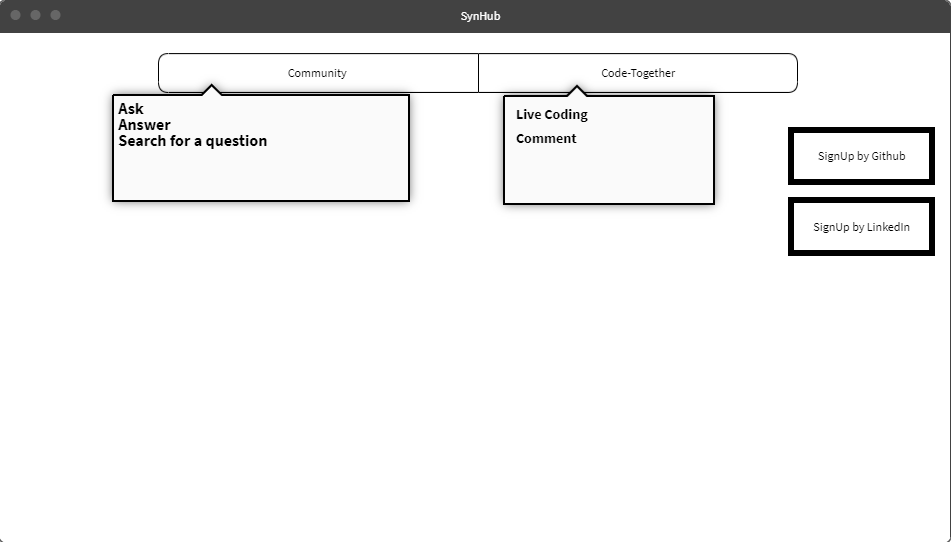 SynHub
Community
Code-Together
Ask
Answer
Search for a question
Live Coding
Comment
SignUp by Github
SignUp by LinkedIn